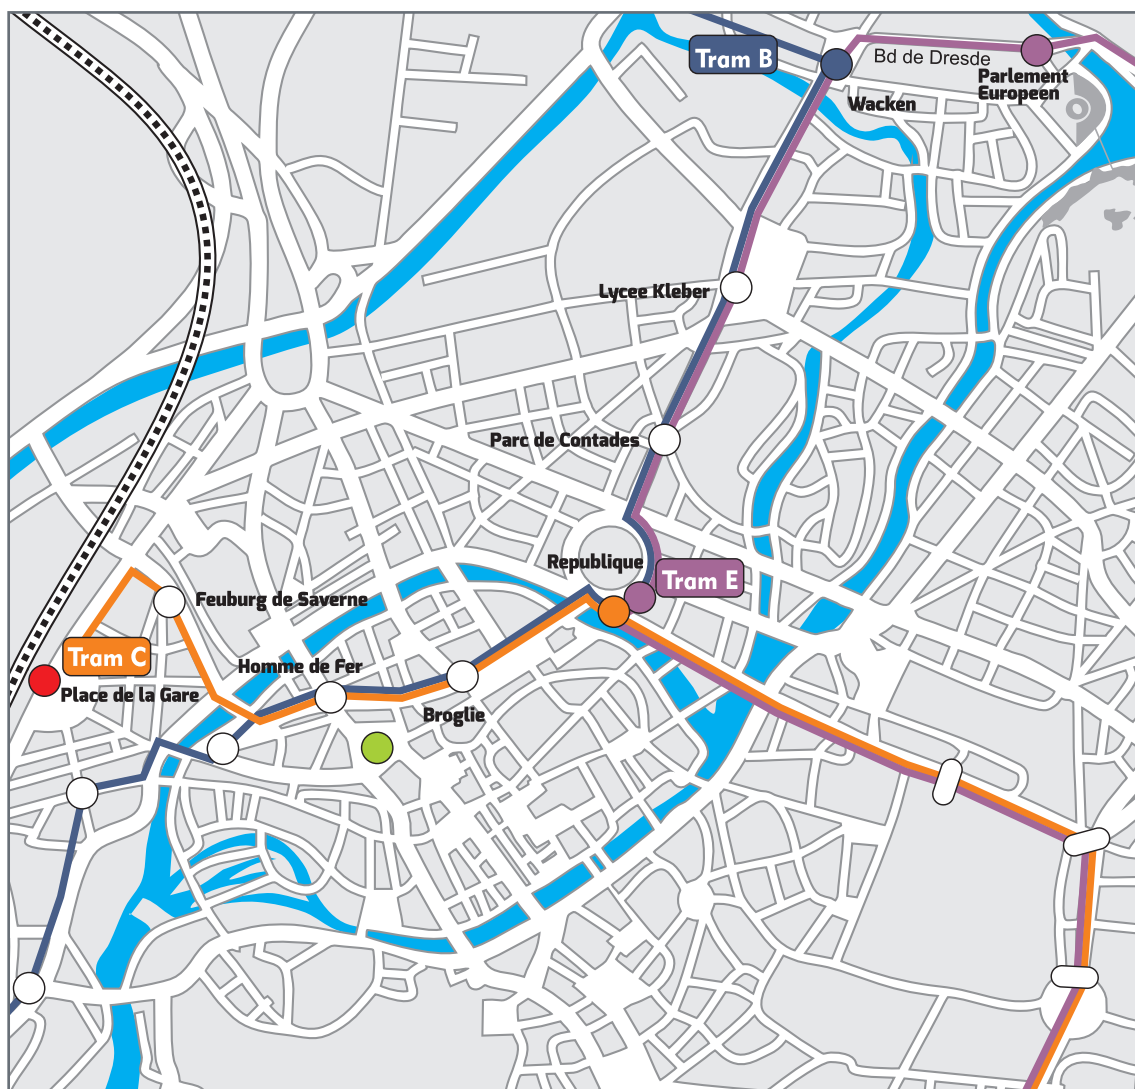 Tram B
Bd de Dresde
Parlement
Europeen
Wacken
Lycee Kleber
Parc de Contades
Republique
Tram E
Feuburg de Saverne
Tram C
Homme de Fer
Place de la Gare
Broglie